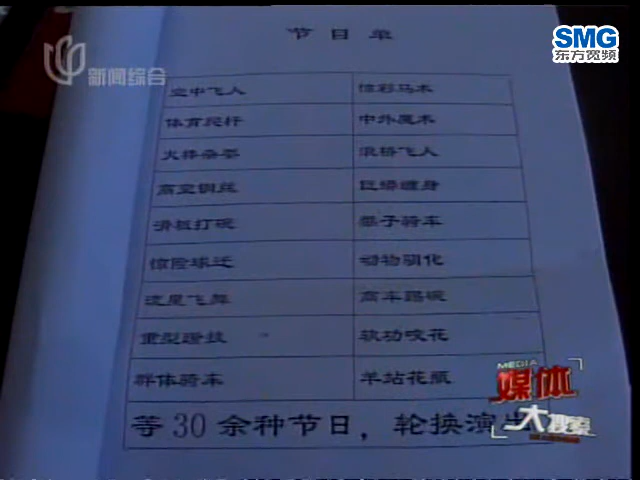 SMG
东方宽频
新闻综合
节目单
空中飞人 惊彩马术
体育爬杆 中外魔术
火棒杂耍 浪桥飞人
高空钢丝 巨蟒缠身
滑板打碗 子骑车
惊险球 动物驯化
流星飞舞 高车踢碗
重型蹬技 软功咬花
群体骑车 羊站花瓶
等30余种节目，轮换演出
MEDIA
媒体
大搜索